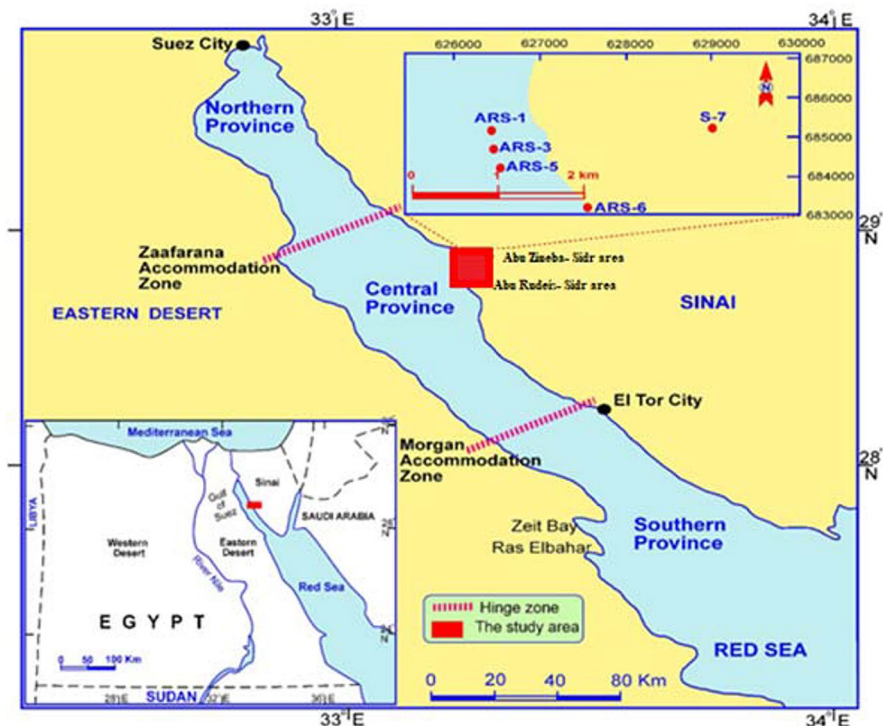 33°E
34°E
Suez City
Northern
Province
626000
627000
628000
629000
630000
687000
686000
685000
684000
683000
N
ARS-1
ARS-3
ARS-5
ARS-6
S-7
0
1
2 km
29°
N
Zaafarana
Accommodation
Zone
Central
Province
Abu Zineba- Sidr area
Abu Rudeis- Sidr area
EASTERN DESERT
SINAI
El Tor City
Morgan
Accommodation
Zone
28°
N
Zeit Bay
Ras Elbahar
Southern
Province
RED SEA
Hinge zone
The study area
0
20
40
80 Km
Mediterranean Sea
LIBYA
Sinai
Gulf
of
Suez
SAUDI ARABIA
Western
Desert
Eastern
Desert
River Nile
Red Sea
EGYPT
0
50
100 Km
SUDAN
28°E
32°E
36°E
33°E
34°E